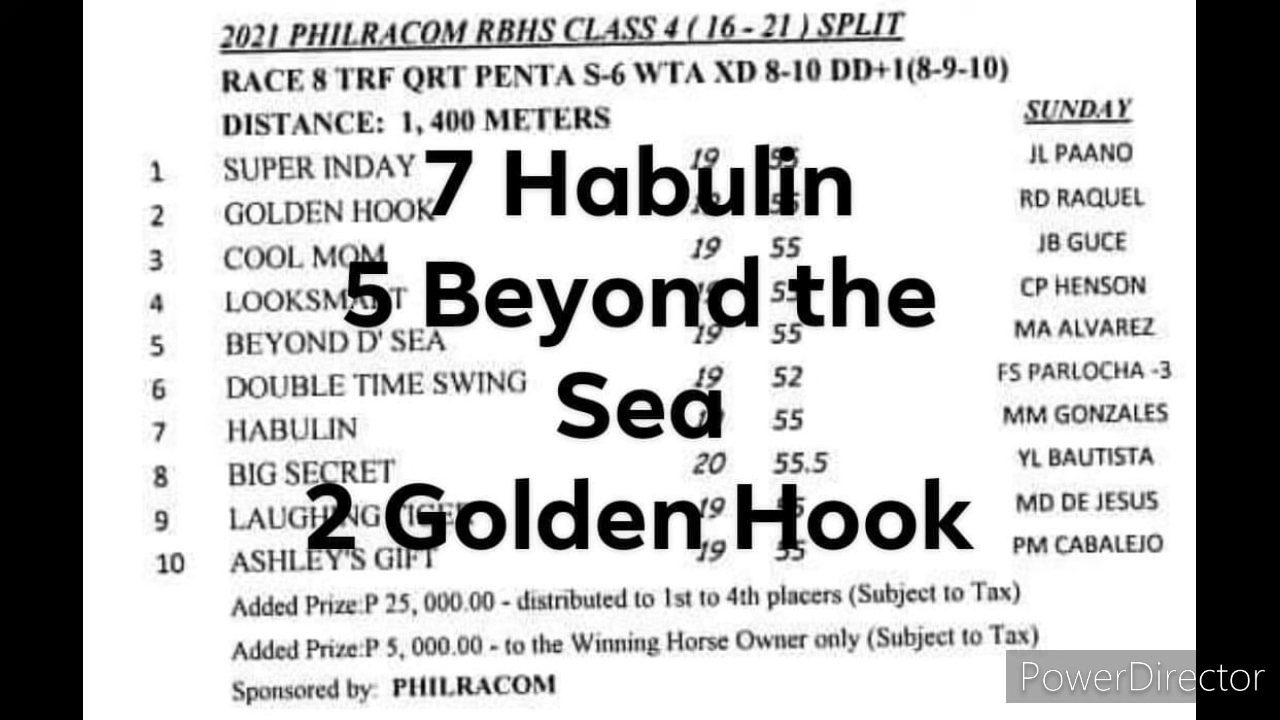 2021 PHILRACOM RBHS CLASS 4 ( 16 - 21 ) SPLIT
RACE 8 TRF QRT PENTA S-6 WTA XD 8-10 DD+1(8-9-10)
DISTANCE: 1, 400 METERS SUNDAY
1 SUPER INDAY 19 55 JL PAANO
2 GOLDEN HOOK 55 RD RAQUEL
3 COOL MOM 19 55 JB GUCE
4 LOOKSMART CP HENSON
5 BEYOND D' SEA 19 55 MA ALVAREZ
6 DOUBLE TIME SWING 19 52 FS PARLOCHA -3
7 HABULIN 55 MM GONZALES
8 BIG SECRET 20 55.5 YL BAUTISTA
9 LAUGHING TIGER 19 MD DE JESUS
10 ASHLEY'S GIFT 19 55 PM CABALEJO
Added Prize:P 25, 000.00 - distributed to 1st to 4th placers (Subject to Tax)
Added Prize:P 5, 000.00 - to the Winning Horse Owner only (Subject to Tax)
Sponsored by: PHILRACOM
7 Habulin
5 Beyond the
Sea
2 Golden Hook
PowerDirector